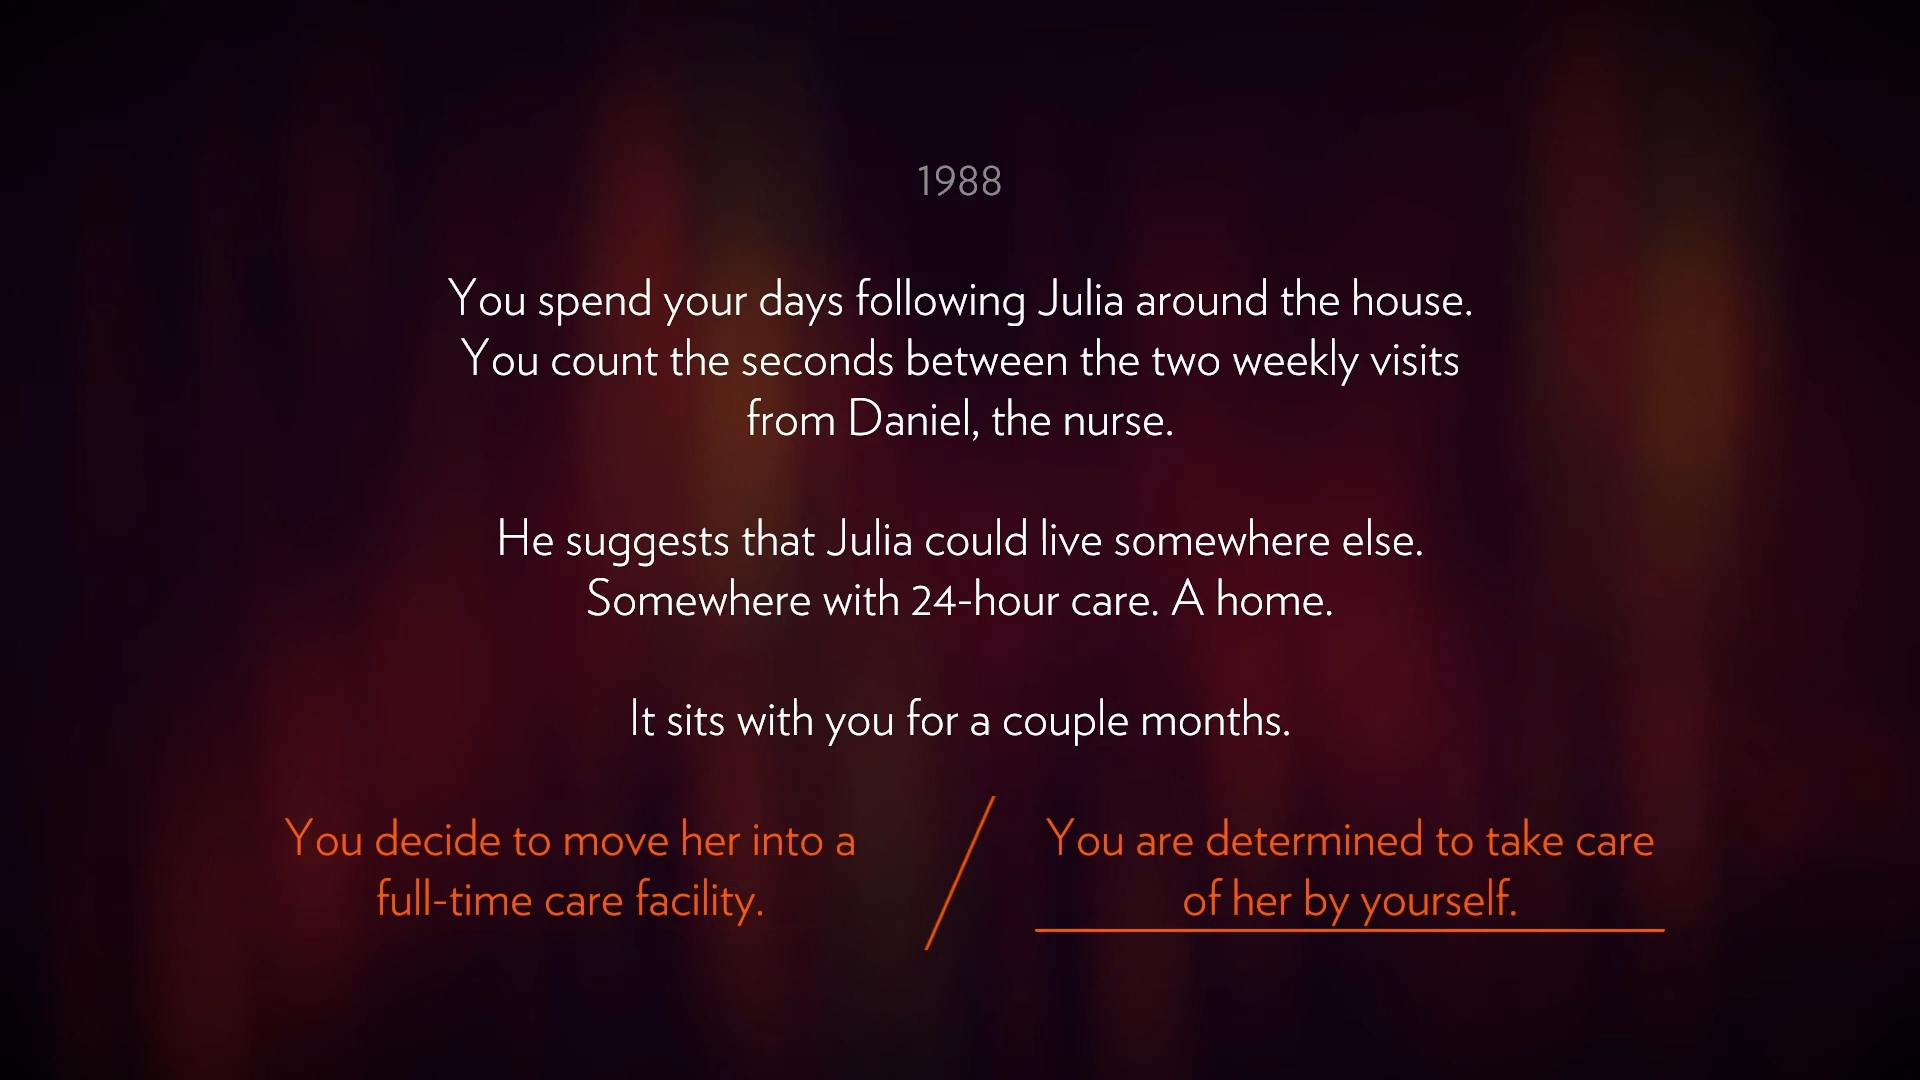 1988
You spend your days following Julia around the house.
You count the seconds between the two weekly visits
from Daniel, the nurse.
He suggests that Julia could live somewhere else.
Somewhere with 24-hour care. A home.
It sits with you for a couple months.
You decide to move her into a
full-time care facility.
/
You are determined to take care
of her by yourself.